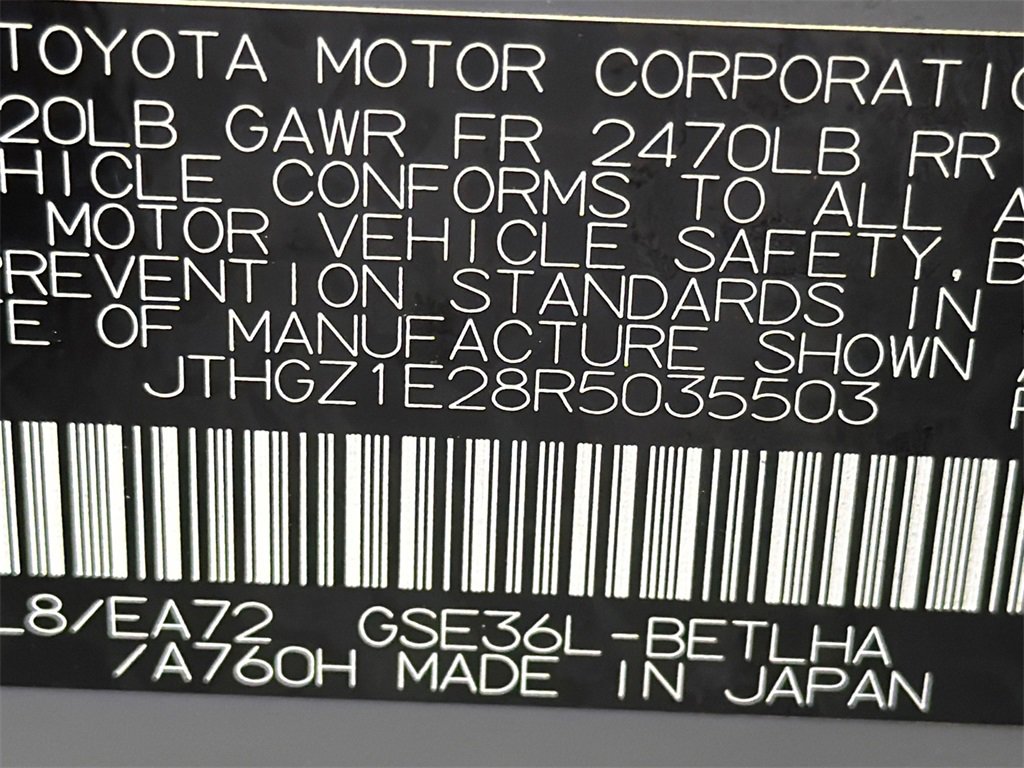 TOYOTA MOTOR CORPORATIO
20LB GAWR FR 2470LB RR
HICLE CONFORMS TO ALL A
MOTOR VEHICLE SAFETY, B
REVENTION STANDARDS IN
E OF MANUFACTURE SHOWN A
JTHGZ1E28R5035503
L8/EA72 GSE36L-BETLHA
/A760H MADE IN JAPAN